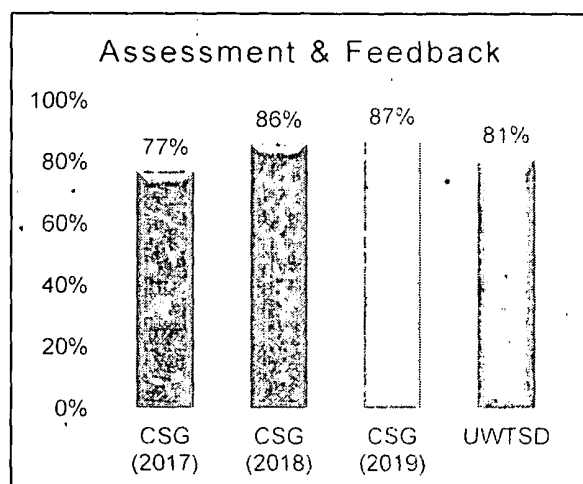 Assessment & Feedback
100%
80%
60%
40%
20%
0%
77%
86%
87%
81%
CSG
(2017)
CSG
(2018)
CSG
(2019)
UWTSD